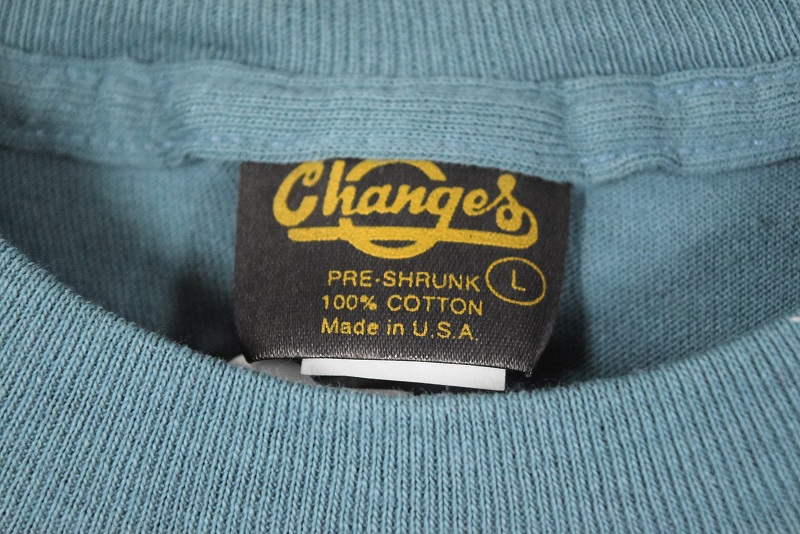 Changes
PRE-SHRUNK L
100% COTTON
Made in U.S.A.